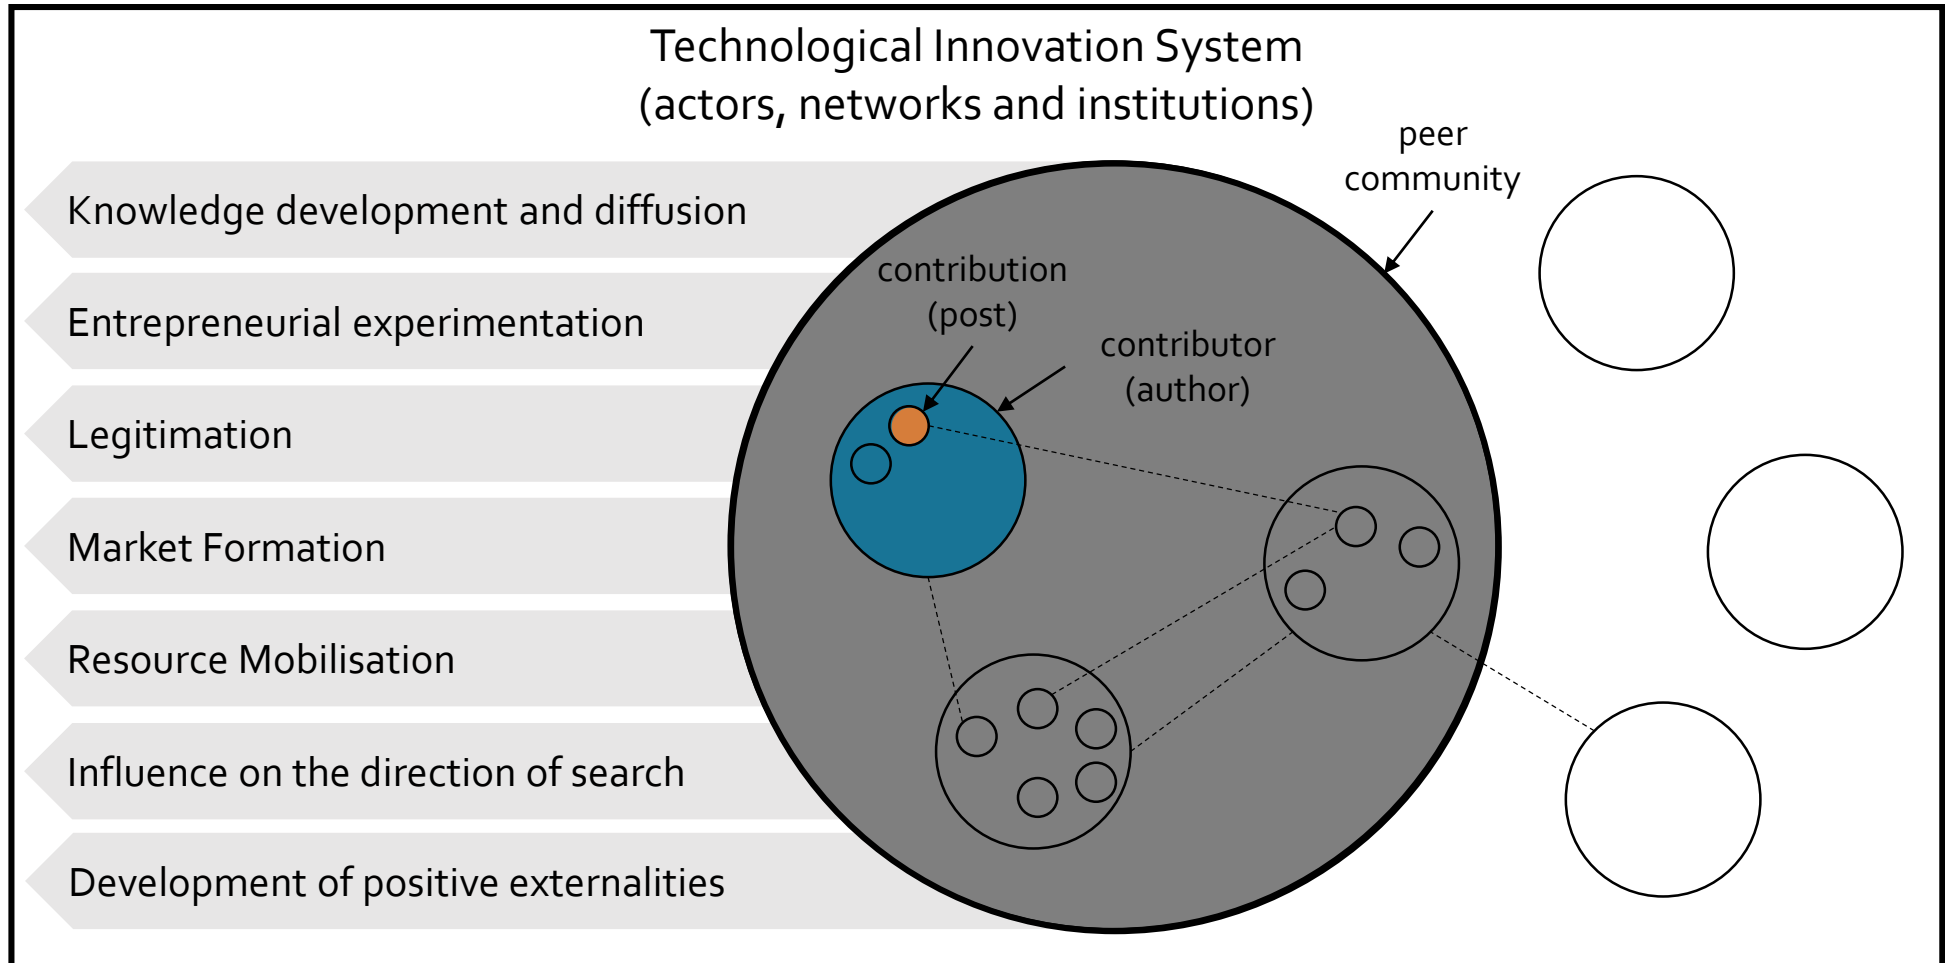 Technological Innovation System
(actors, networks and institutions)
peer
community
Knowledge development and diffusion
contribution
(post)
Entrepreneurial experimentation
contributor
(author)
Legitimation
Market Formation
Resource Mobilisation
Influence on the direction of search
Development of positive externalities